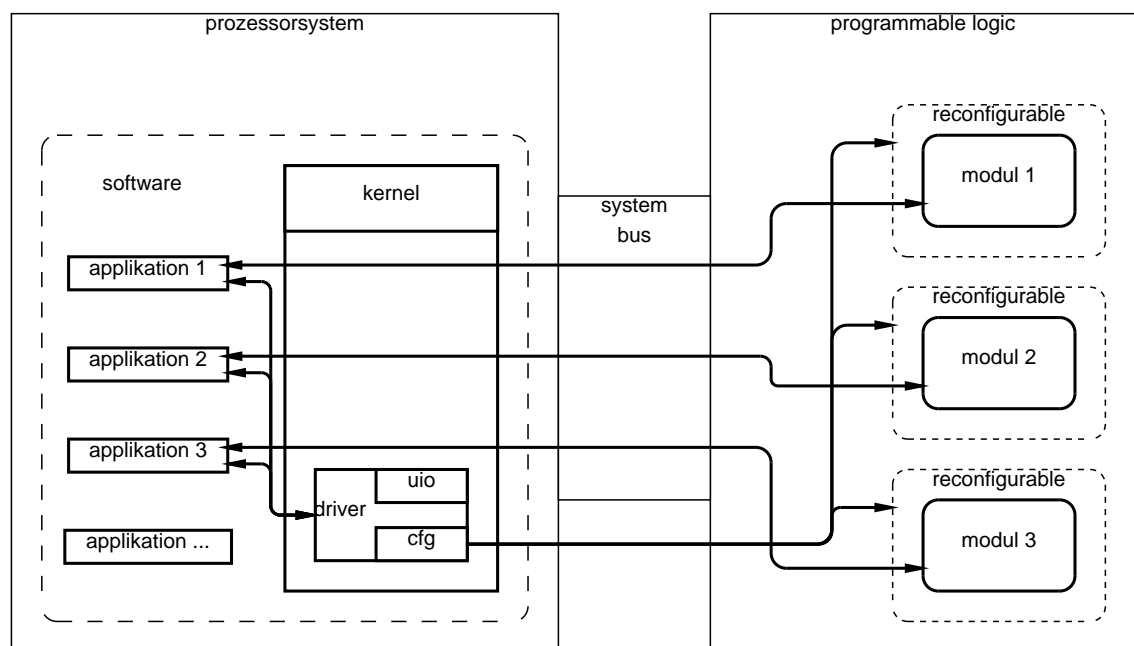 prozessorsystem
programmable logic
software
kernel
system
bus
reconfigurable
modul 1
applikation 1
reconfigurable
modul 2
applikation 2
applikation 3
driver
uio
cfg
reconfigurable
modul 3
applikation ...